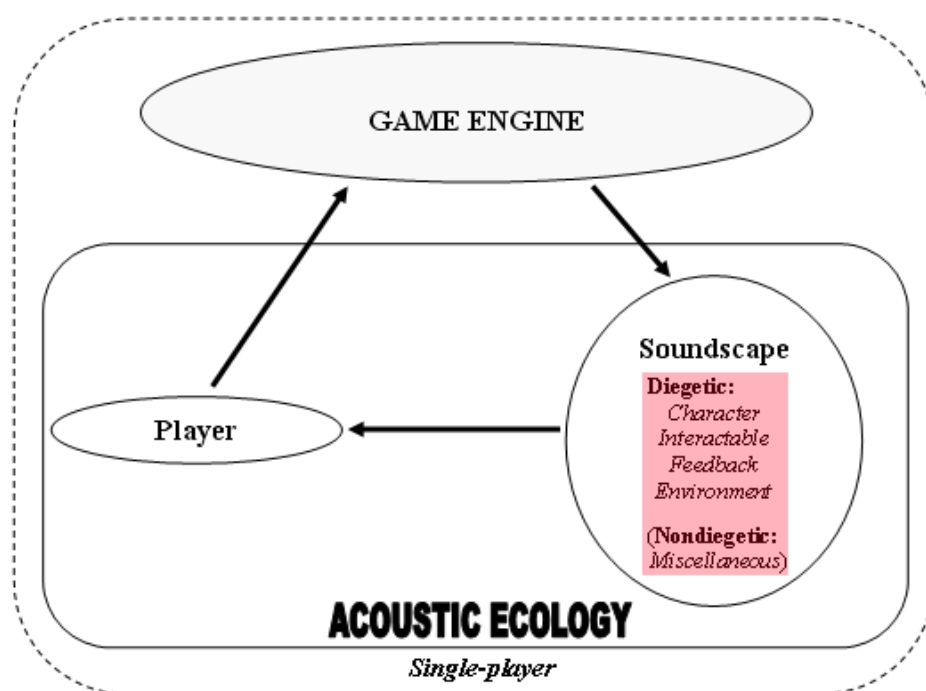 GAME ENGINE
Soundscape
Diegetic:
Character
Interactable
Feedback
Environment
(Nondiegetic:
Miscellaneous)
Player
ACOUSTIC ECOLOGY
Single-player